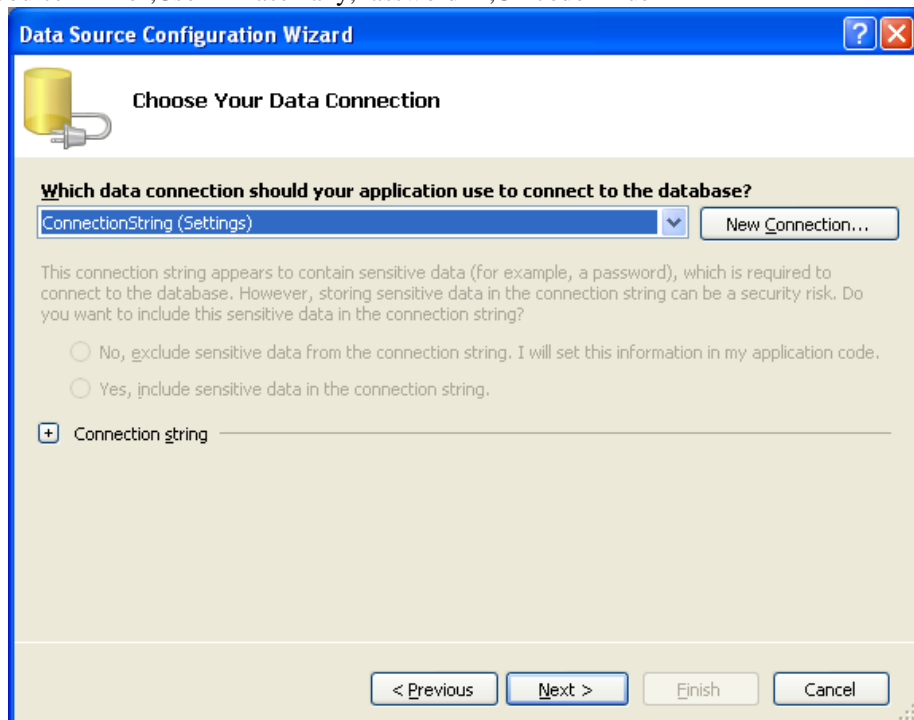 Data Source Configuration Wizard
Choose Your Data Connection
Which data connection should your application use to connect to the database?
ConnectionString (Settings)
New Connection...
This connection string appears to contain sensitive data (for example, a password), which is required to
connect to the database. However, storing sensitive data in the connection string can be a security risk. Do
you want to include this sensitive data in the connection string?
No, exclude sensitive data from the connection string. I will set this information in my application code.
Yes, include sensitive data in the connection string.
Connection string
< Previous
Next >
Finish
Cancel